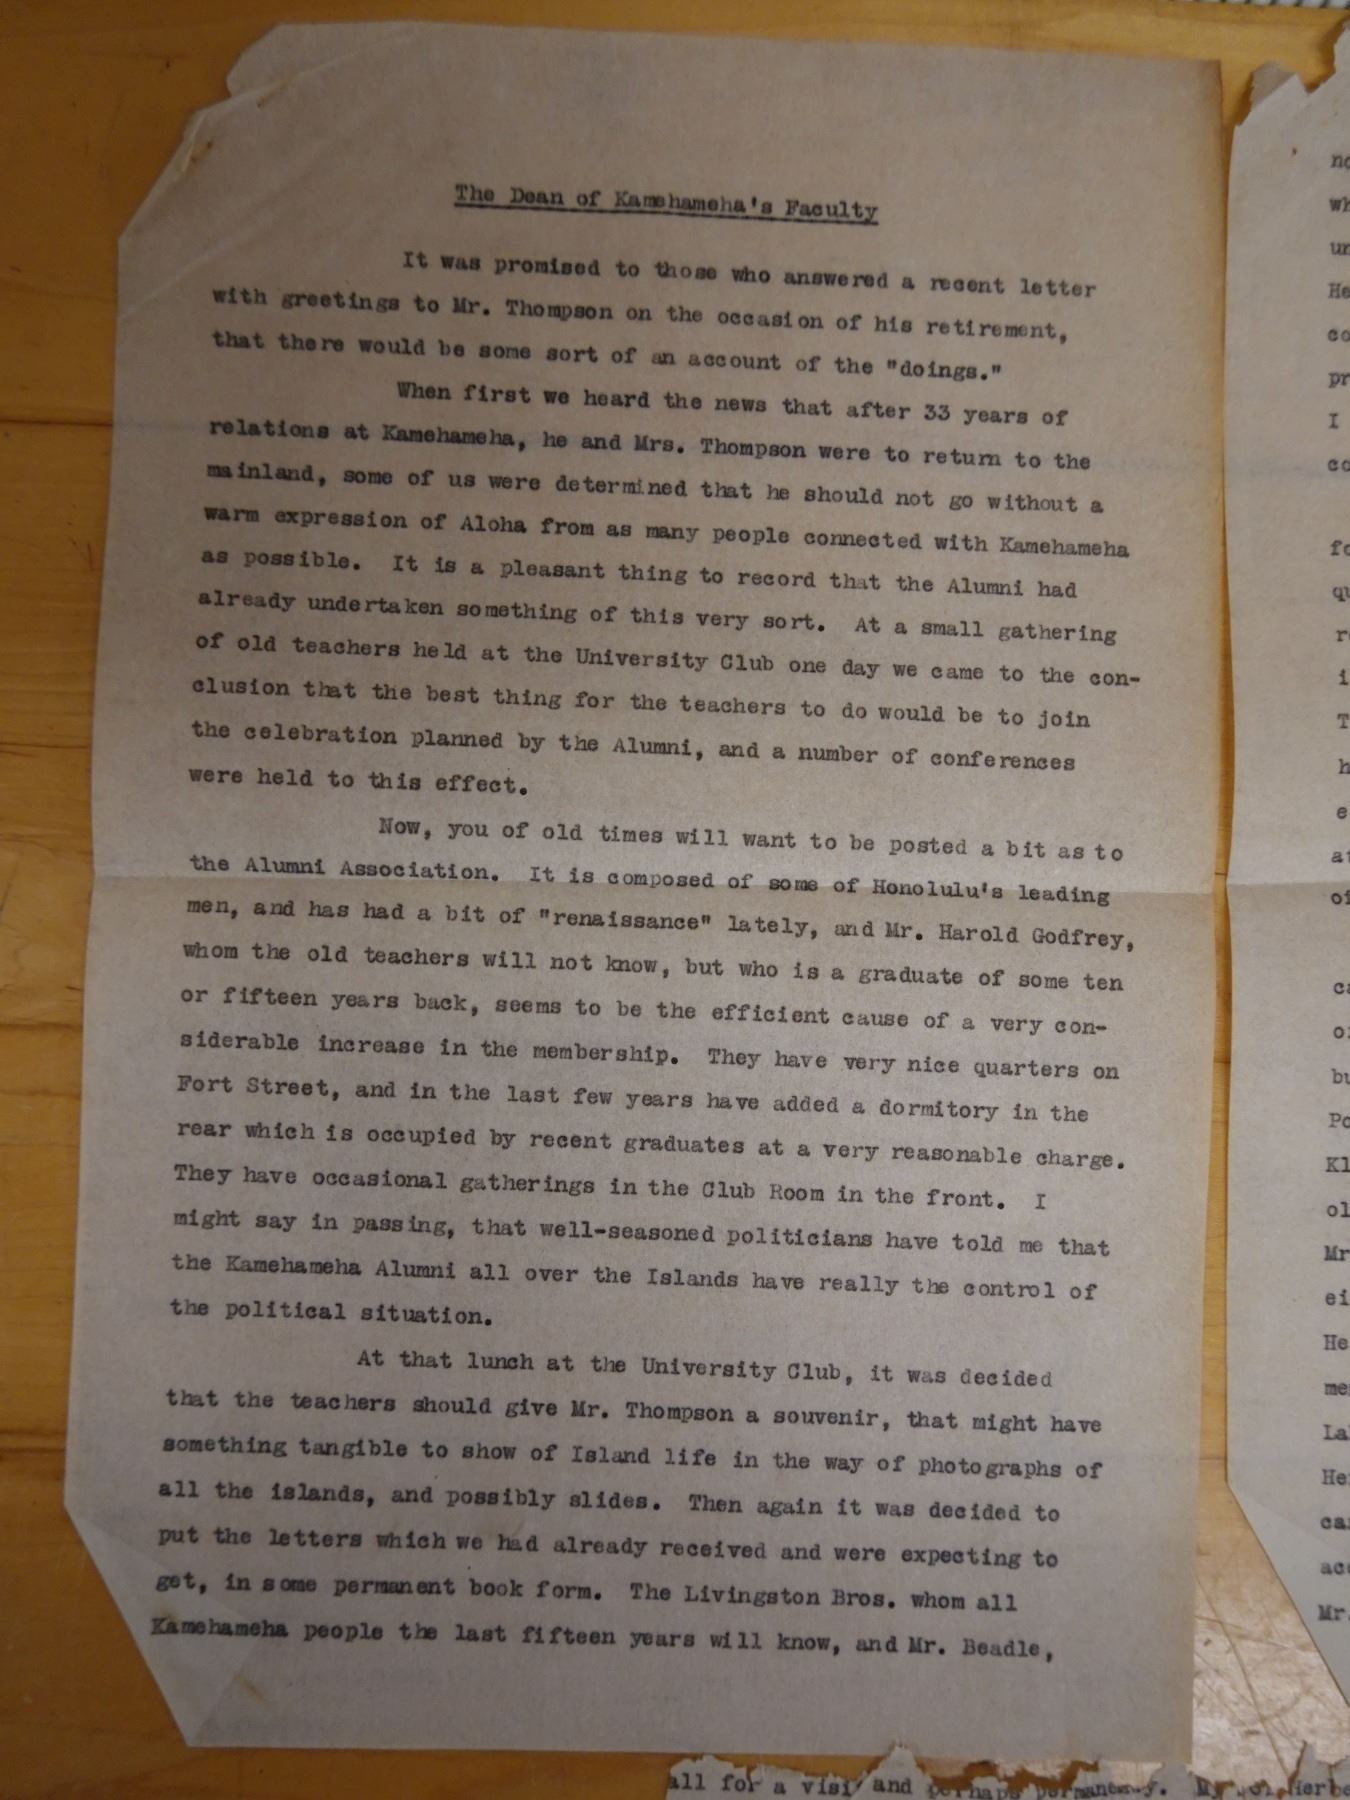 The Dean of Kamehameha's Faculty
It was promised to those who answered a recent letter
with greetings to Mr. Thompson on the occasion of his retirement,
that there would be some sort of an account of the "doings."
When first we heard the news that after 33 years of
relations at Kamehameha, he and Mrs. Thompson were to return to the
mainland, some of us were determined that he should not go without a
warm expression of Aloha from as many people connected with Kamehameha
as possible. It is a pleasant thing to record that the Alumni had
already undertaken something of this very sort. At a small gathering
of old teachers held at the University Club one day we came to the con-
clusion that the best thing for the teachers to do would be to join
the celebration planned by the Alumni, and a number of conferences
were held to this effect.
Now, you of old times will want to be posted a bit as to
the Alumni Association. It is composed of some of Honolulu's leading
men, and has had a bit of "renaissance" lately, and Mr. Harold Godfrey,
whom the old teachers will not know, but who is a graduate of some ten
or fifteen years back, seems to be the efficient cause of a very con-
siderable increase in the membership. They have very nice quarters on
Fort Street, and in the last few years have added a dormitory in the
rear which is occupied by recent graduates at a very reasonable charge.
They have occasional gatherings in the Club Room in the front. I
might say in passing, that well-seasoned politicians have told me that
the Kamehameha Alumni all over the Islands have really the control of
the political situation.
At that lunch at the University Club, it was decided
that the teachers should give Mr. Thompson a souvenir, that might have
something tangible to show of Island life in the way of photographs of
all the islands, and possibly slides. Then again it was decided to
put the letters which we had already received and were expecting to
get, in some permanent book form. The Livingston Bros. whom all
Kamehameha people the last fifteen years will know, and Mr. Beadle,
all for a visi and perhaps